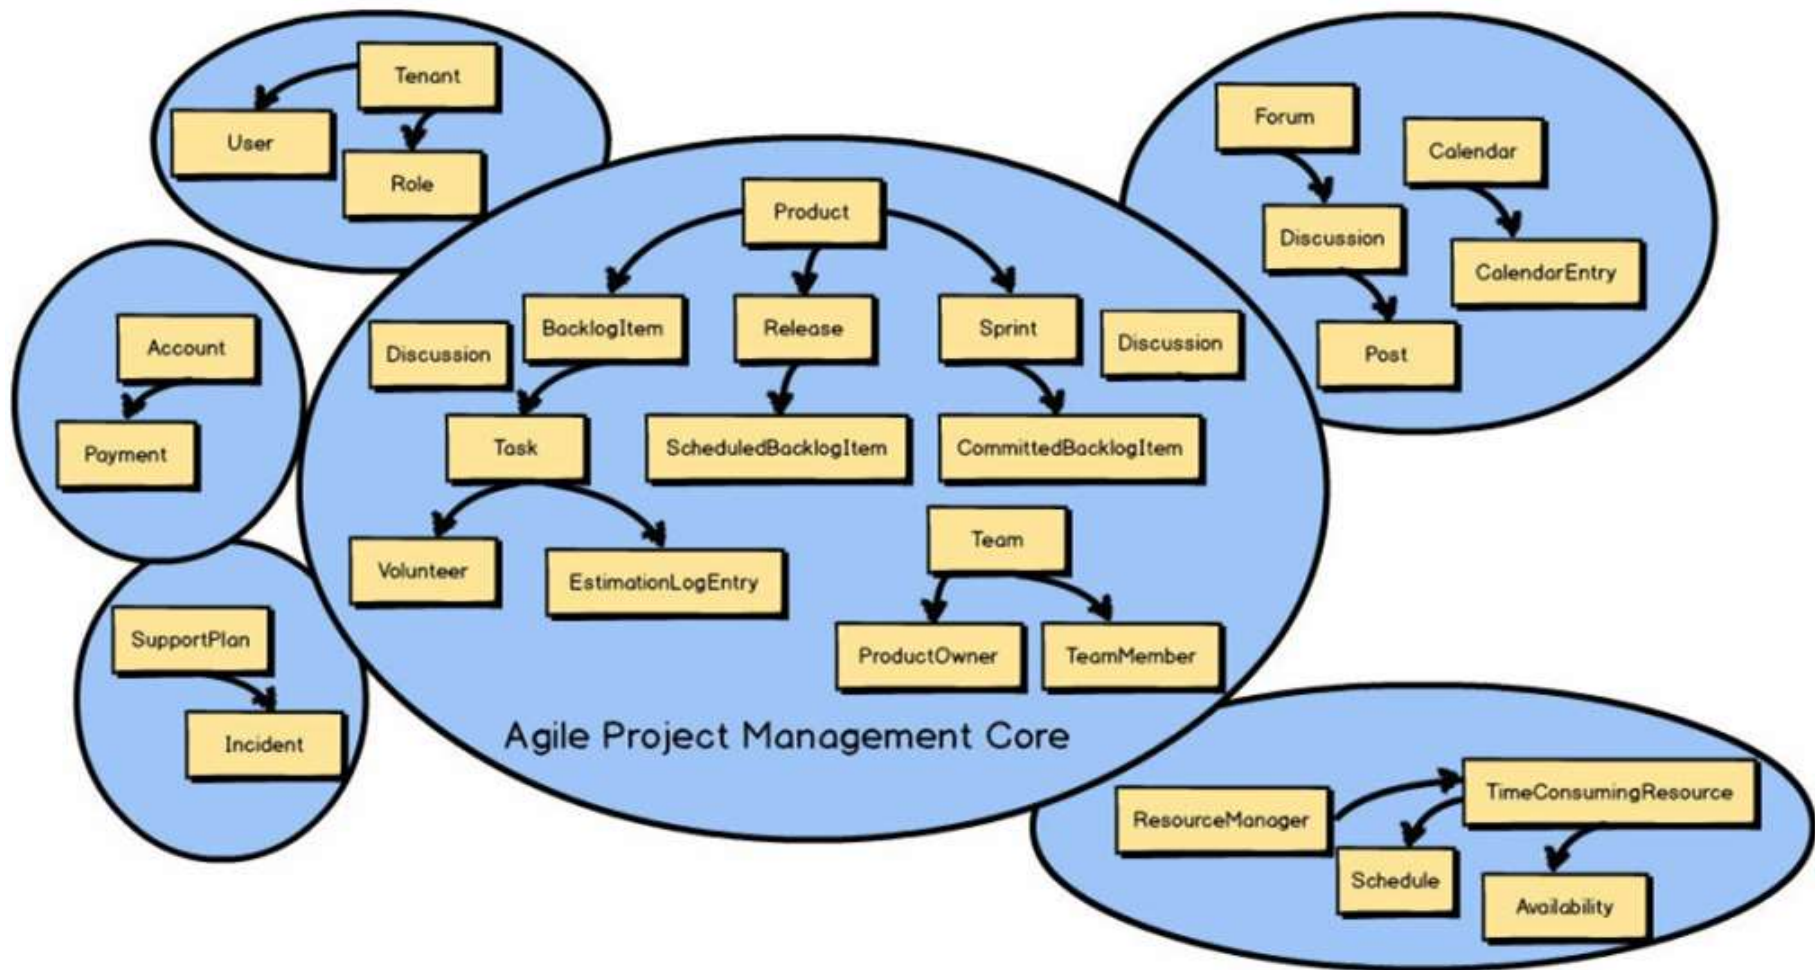 Tenant
User
Role
Forum
Calendar
Discussion
CalendarEntry
Post
Product
BacklogItem
Release
Sprint
Discussion
Discussion
Task
ScheduledBacklogItem
CommittedBacklogItem
Volunteer
EstimationLogEntry
Team
ProductOwner
TeamMember
Agile Project Management Core
Account
Payment
SupportPlan
Incident
ResourceManager
TimeConsumingResource
Schedule
Availability